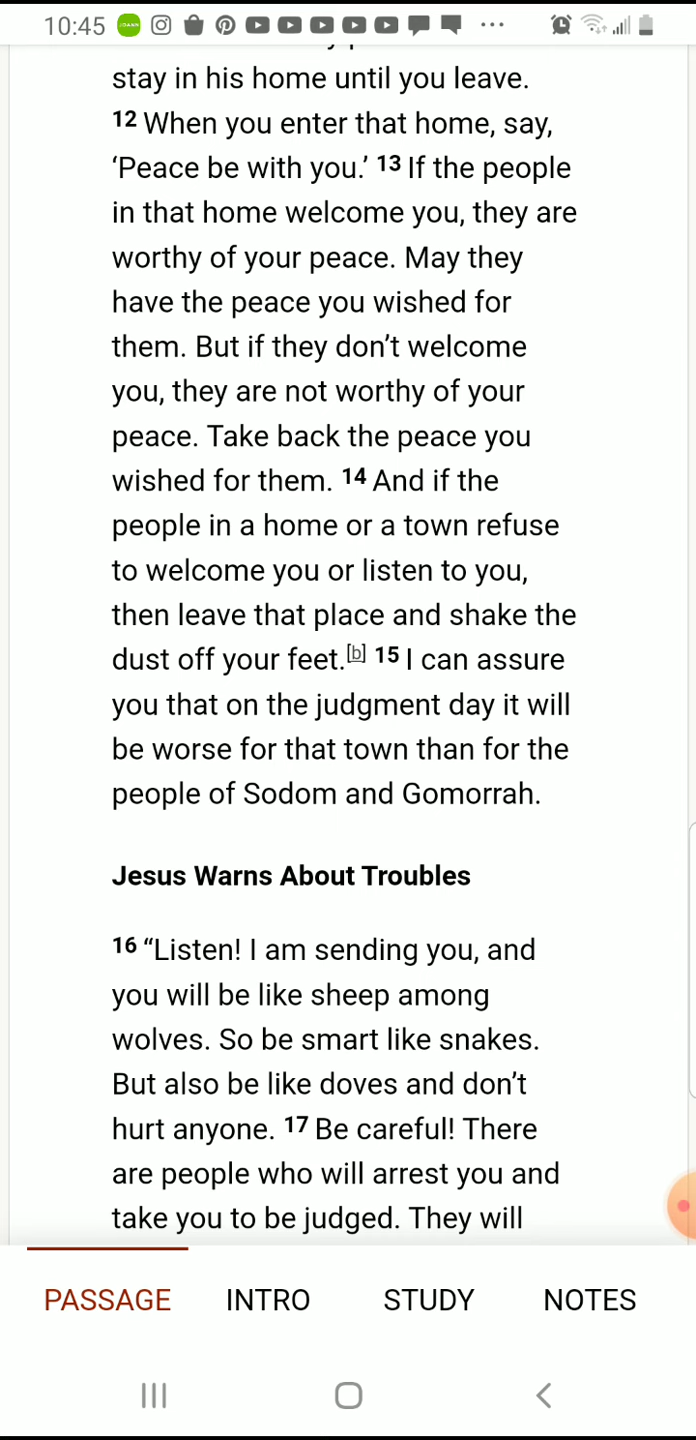 10:45
stay in his home until you leave.
12 When you enter that home, say,
‘Peace be with you.’ 13 If the people
in that home welcome you, they are
worthy of your peace. May they
have the peace you wished for
them. But if they don’t welcome
you, they are not worthy of your
peace. Take back the peace you
wished for them. 14 And if the
people in a home or a town refuse
to welcome you or listen to you,
then leave that place and shake the
dust off your feet.[b] 15 I can assure
you that on the judgment day it will
be worse for that town than for the
people of Sodom and Gomorrah.
Jesus Warns About Troubles
16 “Listen! I am sending you, and
you will be like sheep among
wolves. So be smart like snakes.
But also be like doves and don’t
hurt anyone. 17 Be careful! There
are people who will arrest you and
take you to be judged. They will
PASSAGE INTRO STUDY NOTES